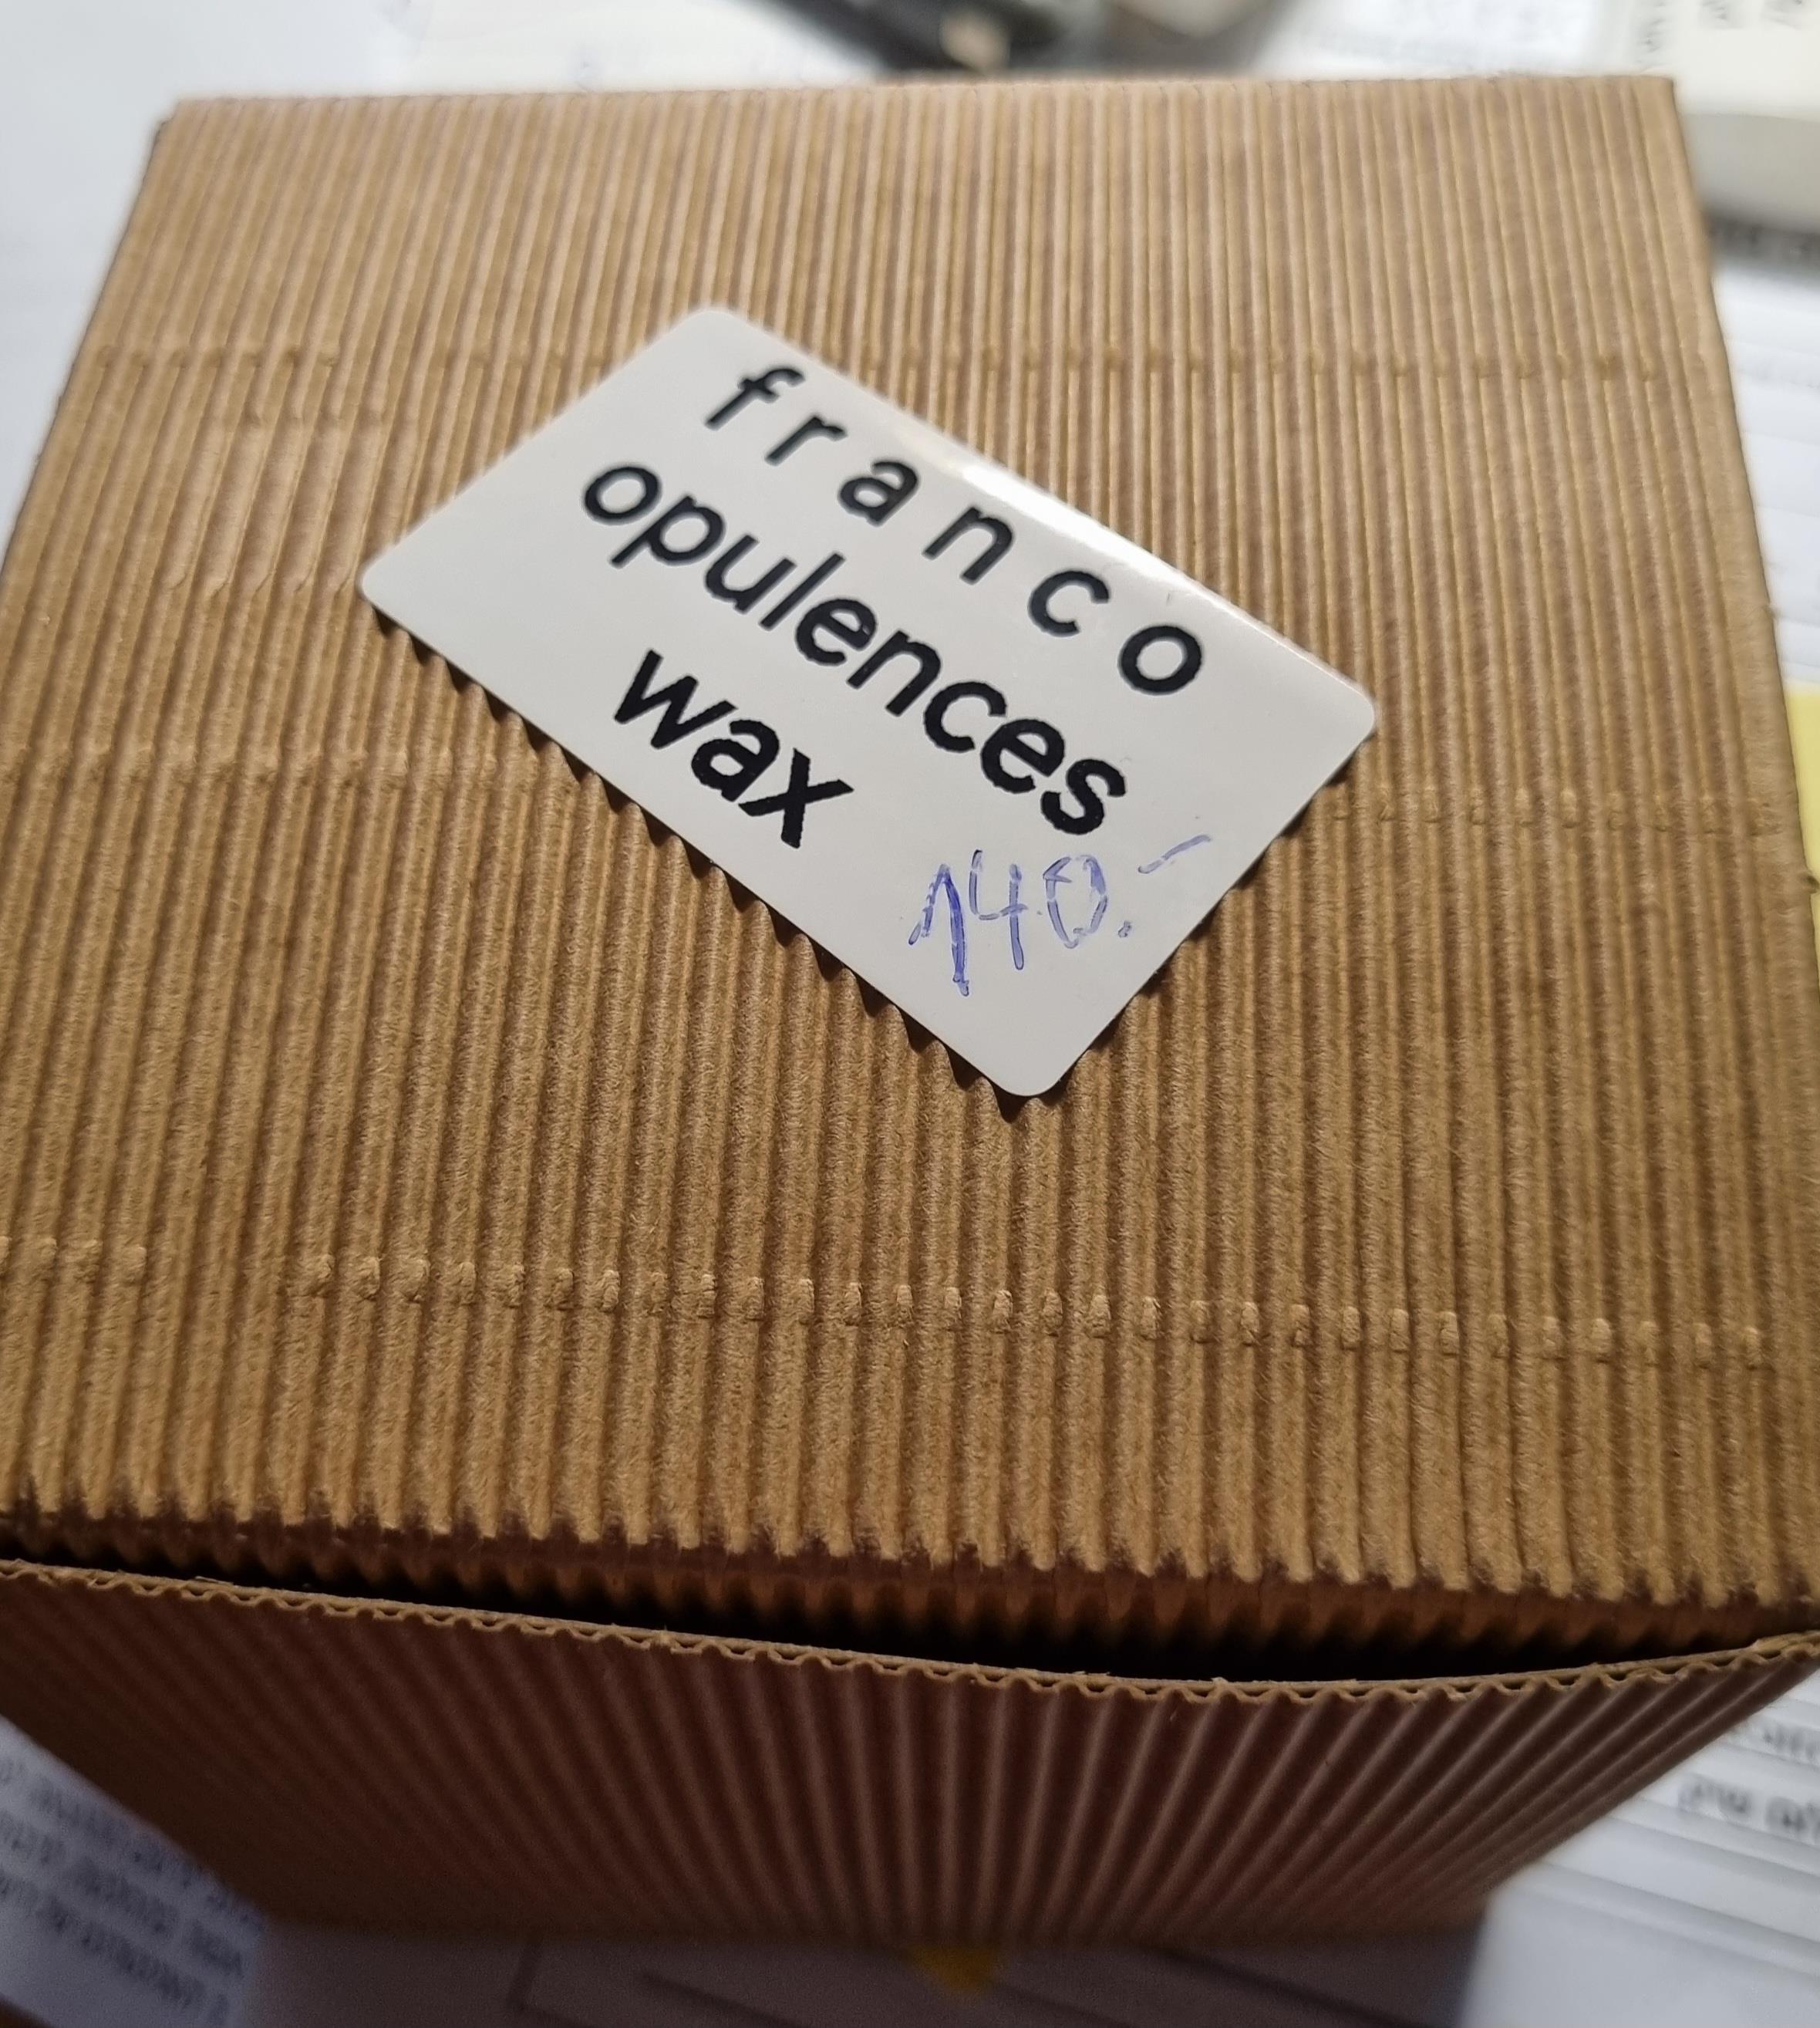 franco
opulences
wax
140.-